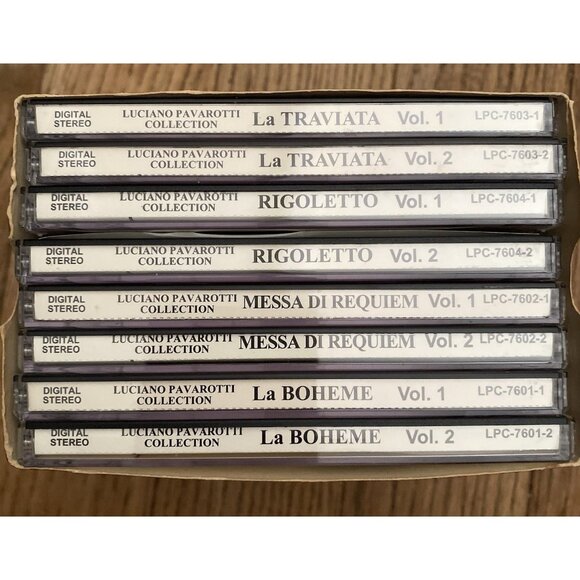 DIGITAL STEREO LUCIANO PAVAROTTI COLLECTION La TRAVIATA Vol. 1 LPC-7603-1
DIGITAL STEREO LUCIANO PAVAROTTI COLLECTION La TRAVIATA Vol. 2 LPC-7603-2
DIGITAL STEREO LUCIANO PAVAROTTI COLLECTION RIGOLETTO Vol. 1 LPC-7604-1
DIGITAL STEREO LUCIANO PAVAROTTI COLLECTION RIGOLETTO Vol. 2 LPC-7604-2
DIGITAL STEREO LUCIANO PAVAROTTI COLLECTION MESSA DI REQUIEM Vol. 1 LPC-7602-1
DIGITAL STEREO LUCIANO PAVAROTTI COLLECTION MESSA DI REQUIEM Vol. 2 LPC-7602-2
DIGITAL STEREO LUCIANO PAVAROTTI COLLECTION La BOHEME Vol. 1 LPC-7601-1
DIGITAL STEREO LUCIANO PAVAROTTI COLLECTION La BOHEME Vol. 2 LPC-7601-2